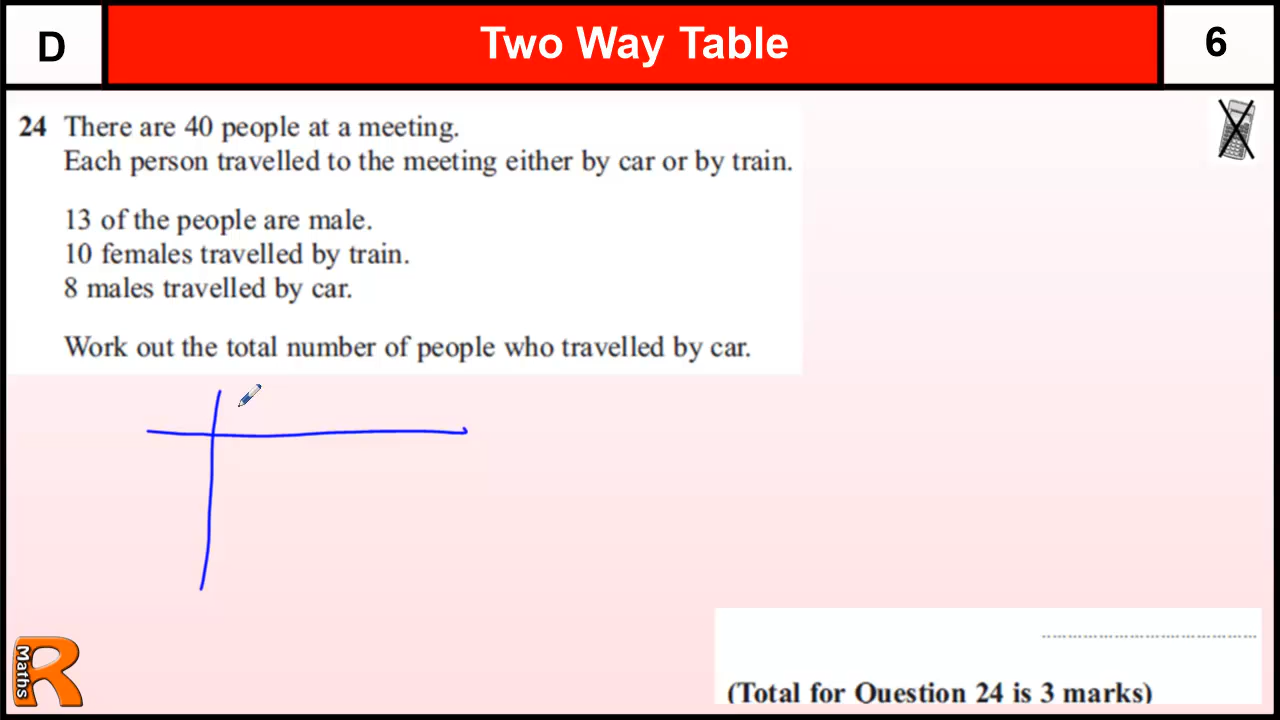 D
Two Way Table
6
24 There are 40 people at a meeting.
Each person travelled to the meeting either by car or by train.
13 of the people are male.
10 females travelled by train.
8 males travelled by car.
Work out the total number of people who travelled by car.
R Maths
(Total for Question 24 is 3 marks)